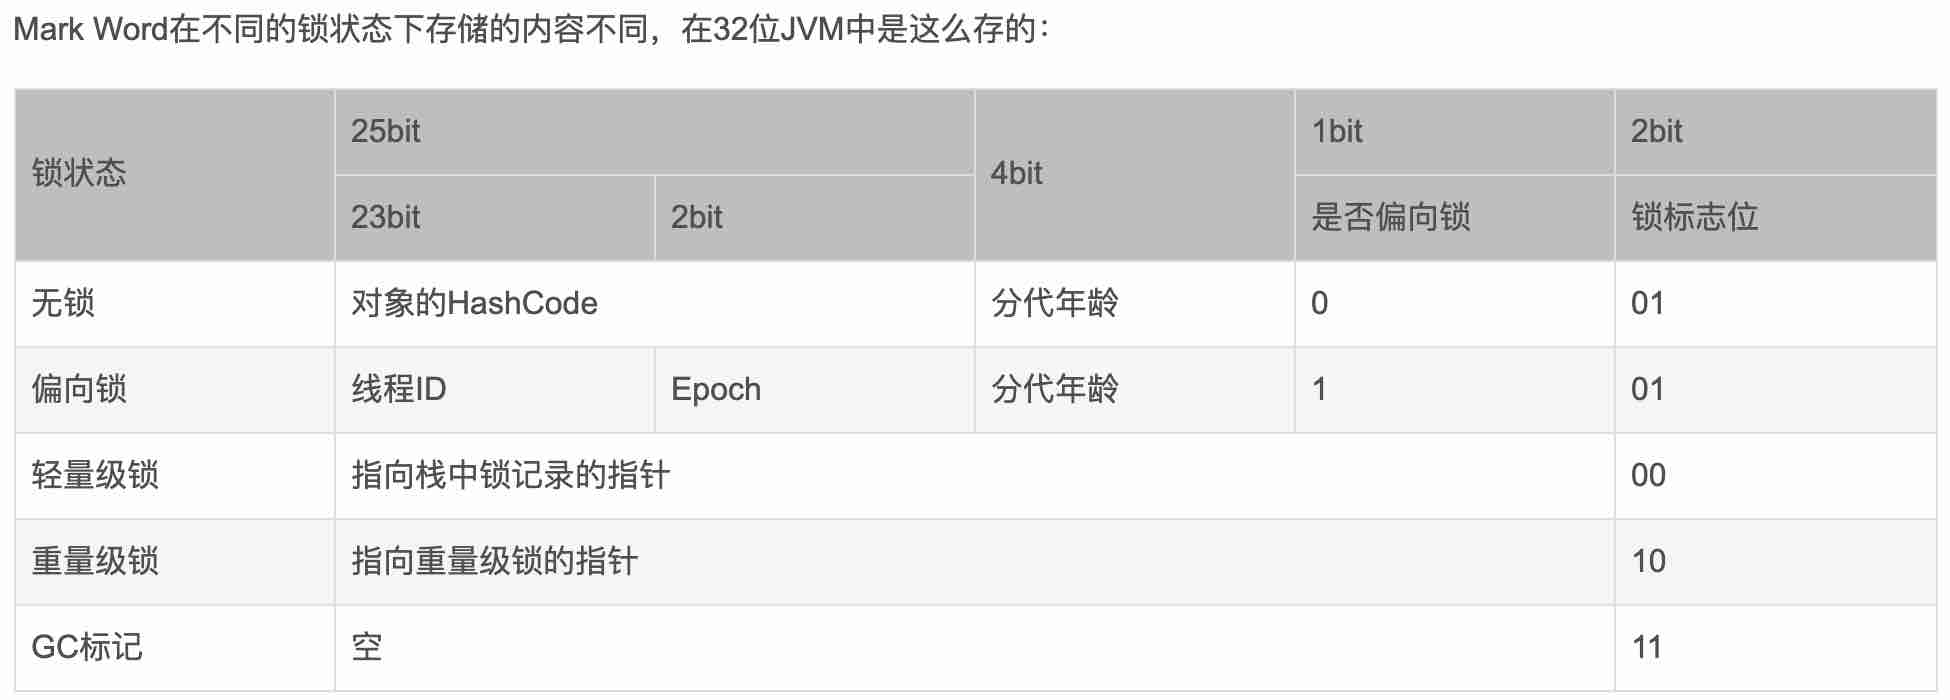 Mark Word在不同的锁状态下存储的内容不同，在32位JVM中是这么存的：
锁状态 25bit 4bit 1bit 2bit
23bit 2bit 是否偏向锁 锁标志位
无锁 对象的HashCode 分代年龄 0 01
偏向锁 线程ID Epoch 分代年龄 1 01
轻量级锁 指向栈中锁记录的指针 00
重量级锁 指向重量级锁的指针 10
GC标记 空 11